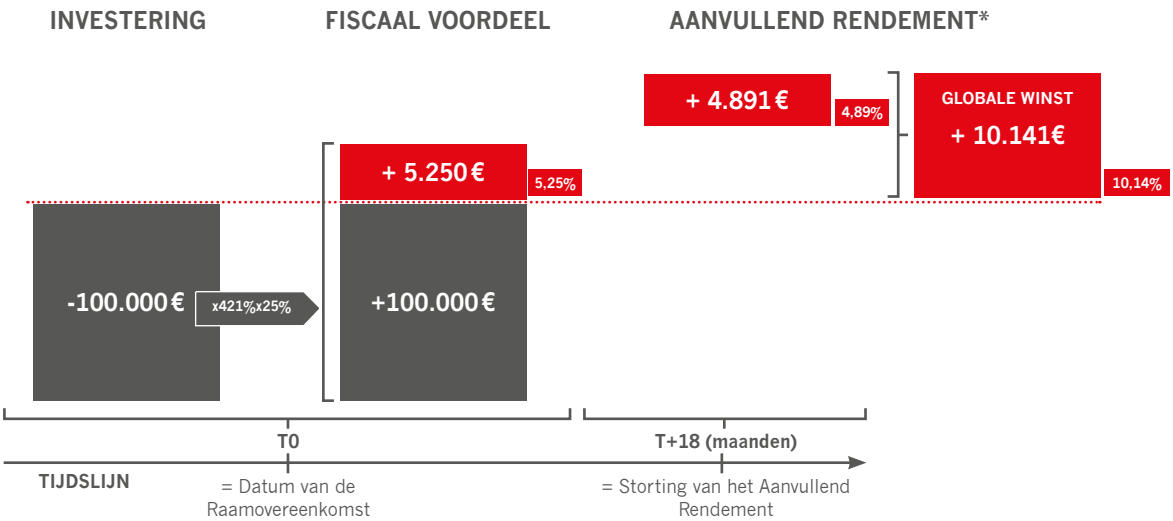 INVESTERING
FISCAAL VOORDEEL
AANVULLEND RENDEMENT*
+ 4.891 €
4,89%
GLOBALE WINST
+ 10.141€
10,14%
+ 5.250 €
5,25%
-100.000 €
x421%x25%
+100.000 €
T0
T+18 (maanden)
TIJDSLIJN
= Datum van de
Raamovereenkomst
= Storting van het Aanvullend
Rendement